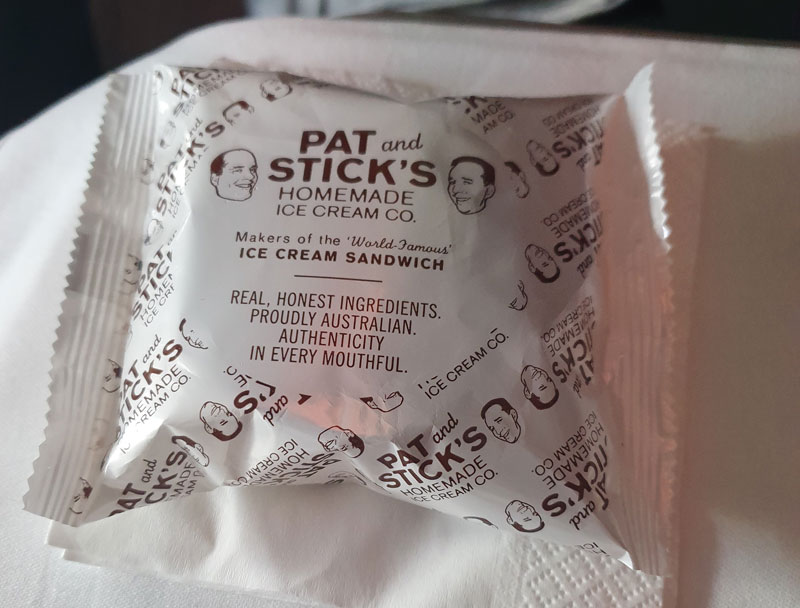 PAT and
STICK'S
HOMEMADE
ICE CREAM CO.
Makers of the 'World-Famous'
ICE CREAM SANDWICH
REAL, HONEST INGREDIENTS.
PROUDLY AUSTRALIAN.
AUTHENTICITY
IN EVERY MOUTHFUL.
ICE CREAM CO.
PAT and
STICK'S
HOMEMADE
ICE CREAM CO.
PAT and
STICK'S
HOMEMADE
ICE CREAM CO.